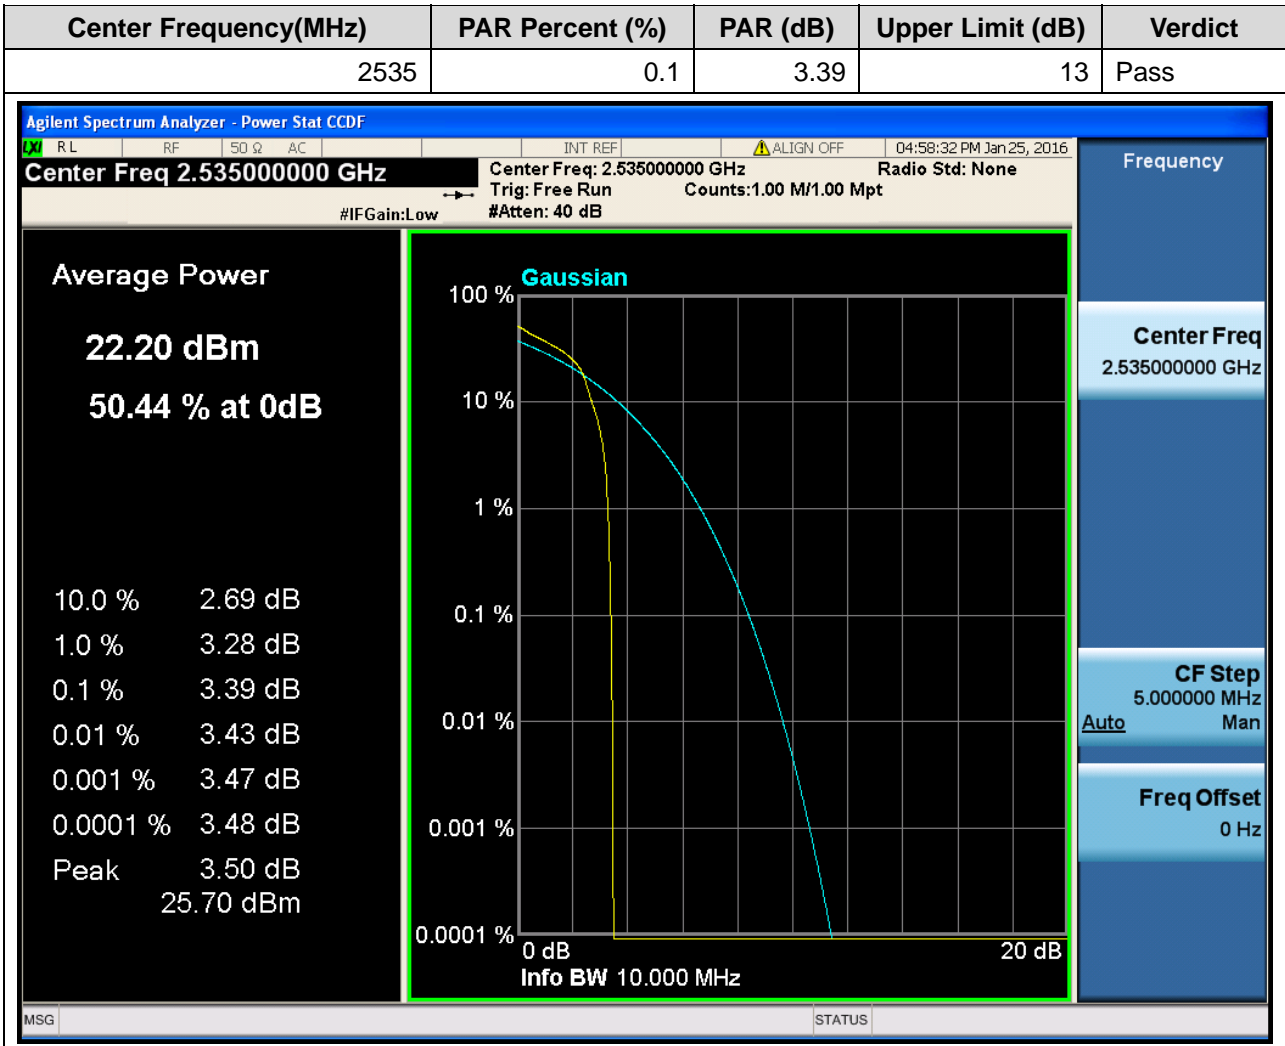 Center Frequency(MHz) PAR Percent (%) PAR (dB) Upper Limit (dB) Verdict
2535 0.1 3.39 13 Pass
Agilent Spectrum Analyzer - Power Stat CCDF
LXI RL RF 50 Ω AC INT REF ALIGN OFF 04:58:32 PM Jan 25, 2016
Center Freq 2.535000000 GHz
#IFGain:Low
Center Freq: 2.535000000 GHz Radio Std: None
Trig: Free Run Counts:1.00 M/1.00 Mpt
#Atten: 40 dB
Average Power
22.20 dBm
50.44 % at 0dB
10.0 % 2.69 dB
1.0 % 3.28 dB
0.1 % 3.39 dB
0.01 % 3.43 dB
0.001 % 3.47 dB
0.0001 % 3.48 dB
Peak 3.50 dB
25.70 dBm
Gaussian
100 %
10 %
1 %
0.1 %
0.01 %
0.001 %
0.0001 %
0 dB 20 dB
Info BW 10.000 MHz
Frequency
Center Freq
2.535000000 GHz
CF Step
5.000000 MHz
Auto Man
Freq Offset
0 Hz
MSG STATUS